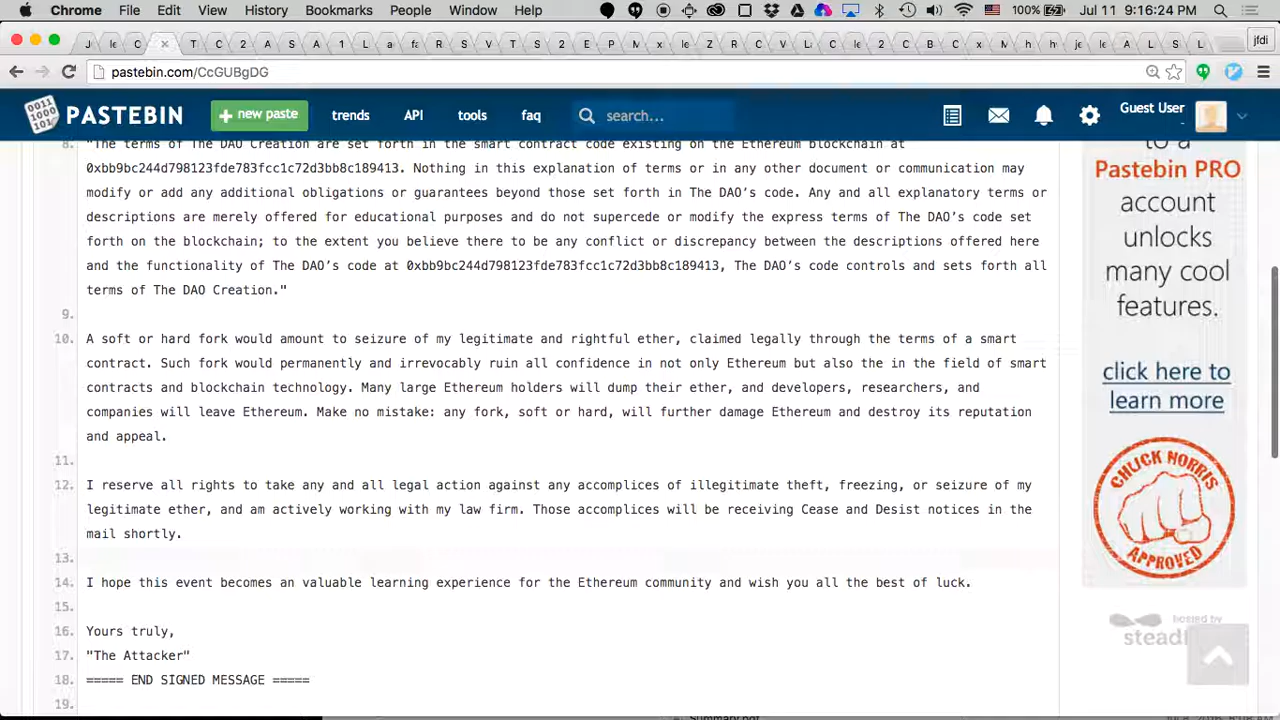 Chrome File Edit View History Bookmarks People Window Help 100% Jul 11 9:16:24 PM
J le C T C 2 A S A 1 L a fa R S V T S 2 E P M x le Z R C V L C le 2 C B C x M h h je le A L S L jfdi
pastebin.com/CcGUBgDG
0011 1000 101 PASTEBIN + new paste trends API tools faq search... Guest User
-
8. "The terms of The DAO Creation are set forth in the smart contract code existing on the Ethereum blockchain at
0xbb9bc244d798123fde783fcc1c72d3bb8c189413. Nothing in this explanation of terms or in any other document or communication may
modify or add any additional obligations or guarantees beyond those set forth in The DAO's code. Any and all explanatory terms or
descriptions are merely offered for educational purposes and do not supercede or modify the express terms of The DAO's code set
forth on the blockchain; to the extent you believe there to be any conflict or discrepancy between the descriptions offered here
and the functionality of The DAO's code at 0xbb9bc244d798123fde783fcc1c72d3bb8c189413, The DAO's code controls and sets forth all
terms of The DAO Creation."
9.
10. A soft or hard fork would amount to seizure of my legitimate and rightful ether, claimed legally through the terms of a smart
contract. Such fork would permanently and irrevocably ruin all confidence in not only Ethereum but also the in the field of smart
contracts and blockchain technology. Many large Ethereum holders will dump their ether, and developers, researchers, and
companies will leave Ethereum. Make no mistake: any fork, soft or hard, will further damage Ethereum and destroy its reputation
and appeal.
11.
12. I reserve all rights to take any and all legal action against any accomplices of illegitimate theft, freezing, or seizure of my
legitimate ether, and am actively working with my law firm. Those accomplices will be receiving Cease and Desist notices in the
mail shortly.
13.
14. I hope this event becomes an valuable learning experience for the Ethereum community and wish you all the best of luck.
15.
16. Yours truly,
17. "The Attacker"
18. ===== END SIGNED MESSAGE =====
19.
to a
Pastebin PRO
account
unlocks
many cool
features.
click here to
learn more
CHUCK NORRIS
APPROVED
hosted by